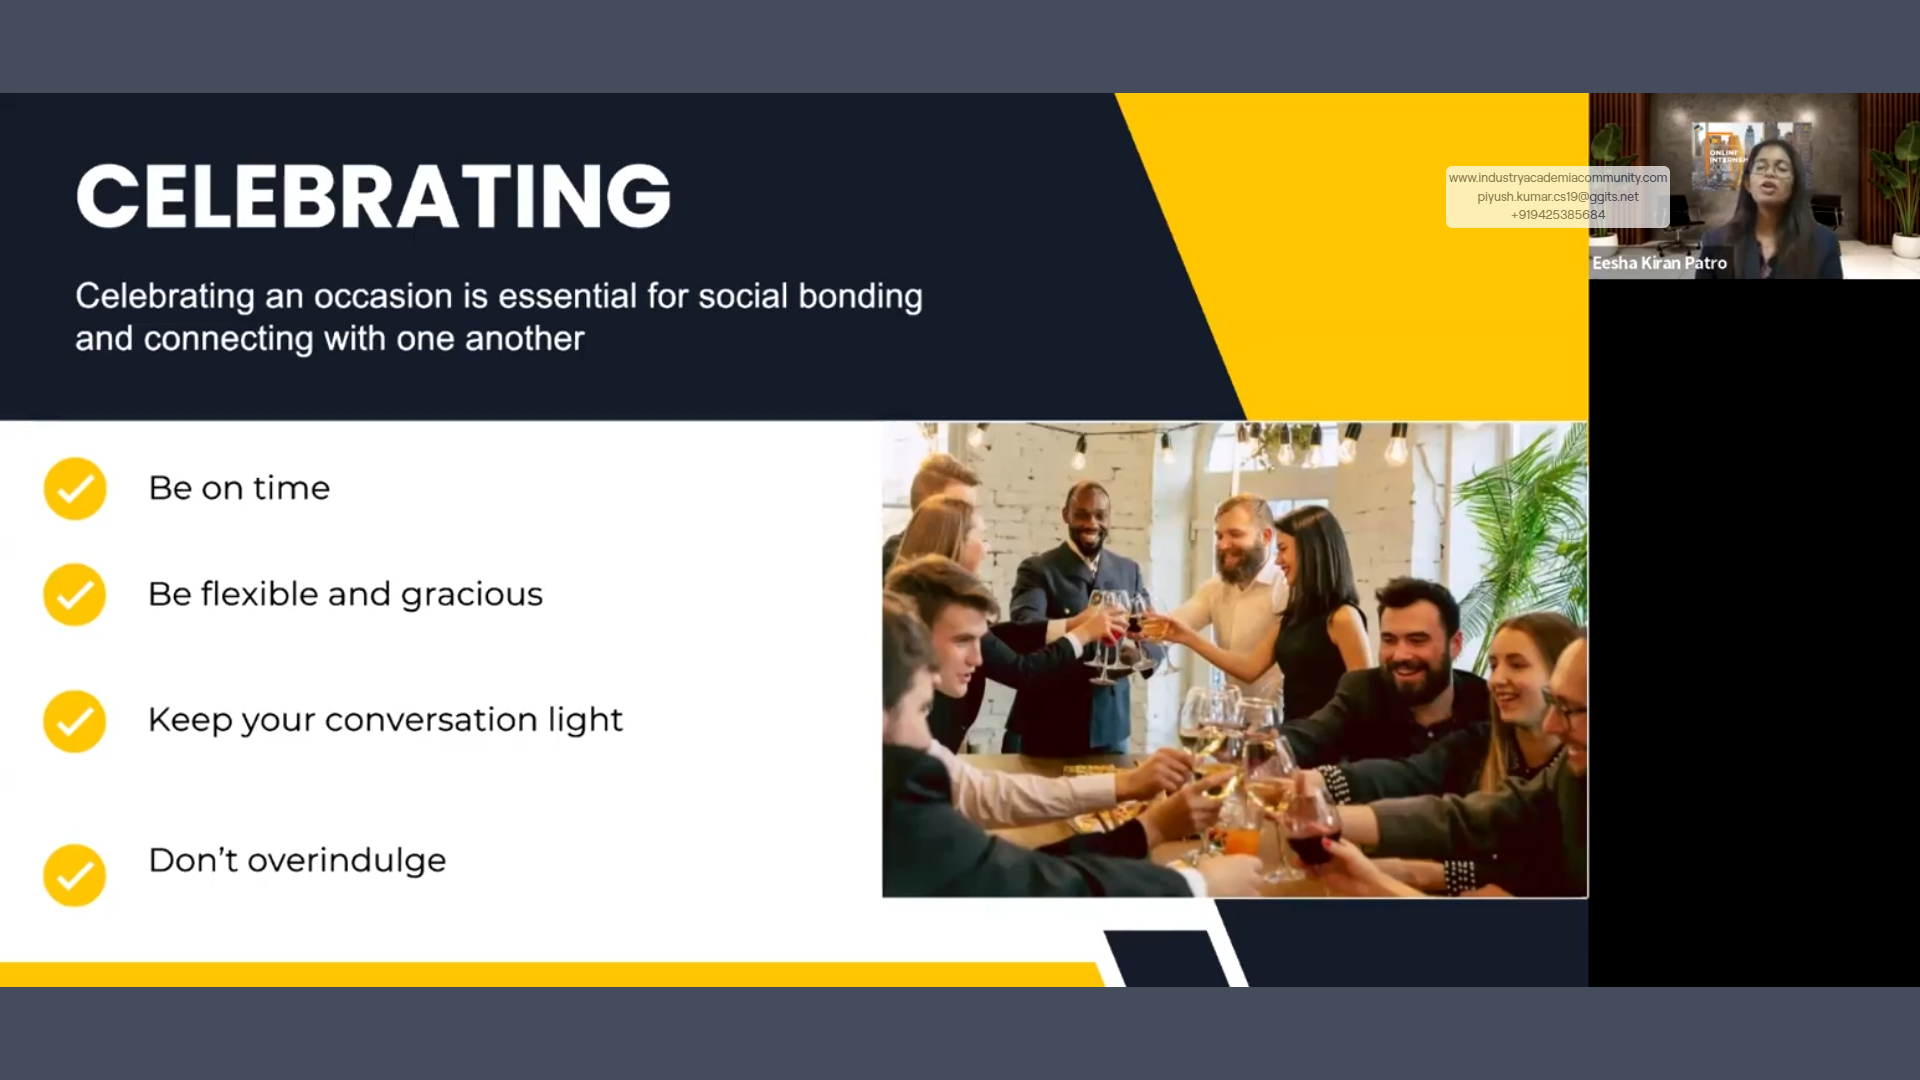 CELEBRATING
Celebrating an occasion is essential for social bonding
and connecting with one another
Be on time
Be flexible and gracious
Keep your conversation light
Don’t overindulge
www.industryacademiacommunity.com
piyush.kumar.cs19@ggits.net
+919425385684
ONLINE
Eesha Kiran Patro